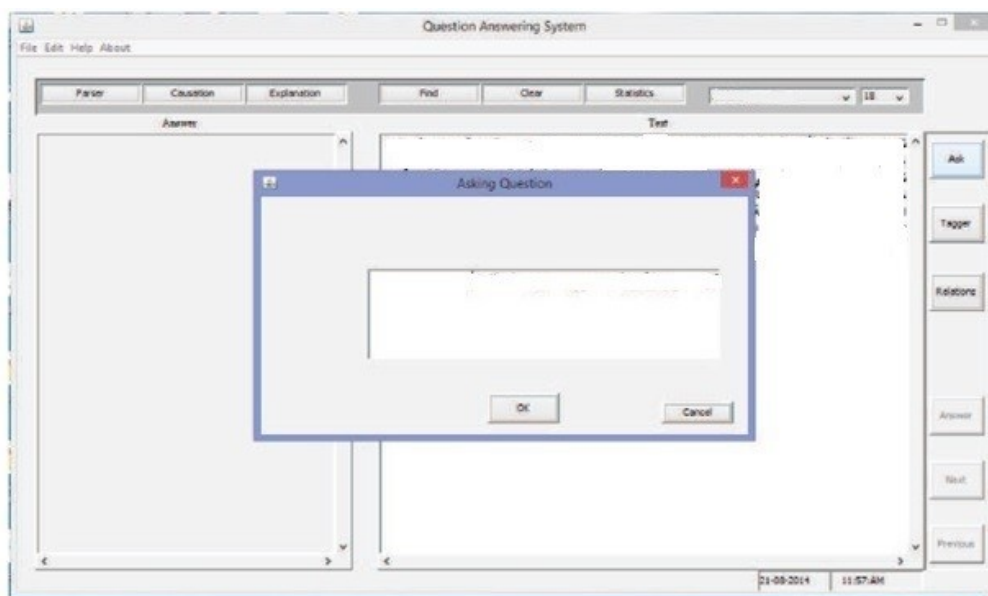 Question Answering System
File Edit Help About
Parser Causation Explanation Find Clear Statistics 18
Answer Text
Asking Question
Ask
Tagger
Relations
OK Cancel
Answer
Next
Previous
21-08-2014 11:57 AM